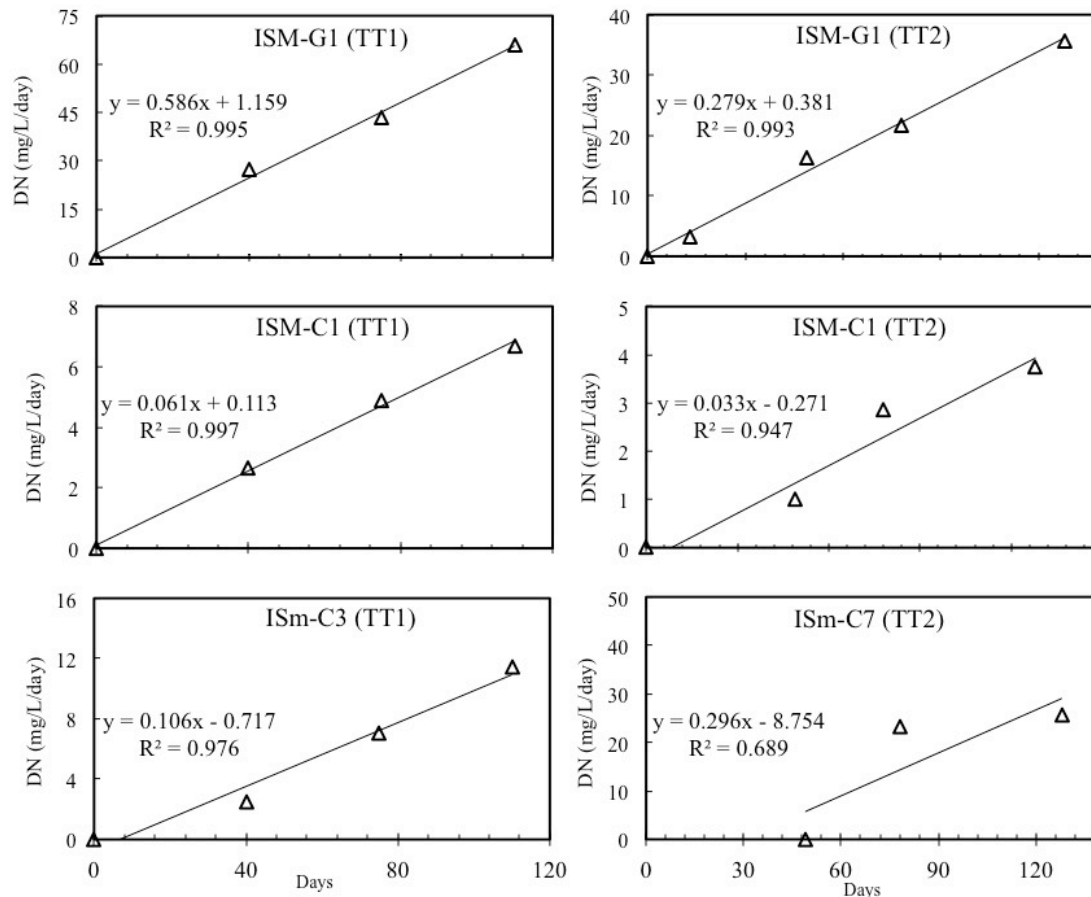 ISM-G1 (TT1)
DN (mg/L/day)
75
60
45
30
15
0
y = 0.586x + 1.159
R² = 0.995
ISM-G1 (TT2)
DN (mg/L/day)
40
30
20
10
0
y = 0.279x + 0.381
R² = 0.993
ISM-C1 (TT1)
DN (mg/L/day)
8
6
4
2
0
y = 0.061x + 0.113
R² = 0.997
ISM-C1 (TT2)
DN (mg/L/day)
5
4
3
2
1
0
y = 0.033x - 0.271
R² = 0.947
ISm-C3 (TT1)
DN (mg/L/day)
16
12
8
4
0
y = 0.106x - 0.717
R² = 0.976
0 40 80 120
Days
ISm-C7 (TT2)
DN (mg/L/day)
50
40
30
20
10
0
y = 0.296x - 8.754
R² = 0.689
0 30 60 90 120
Days